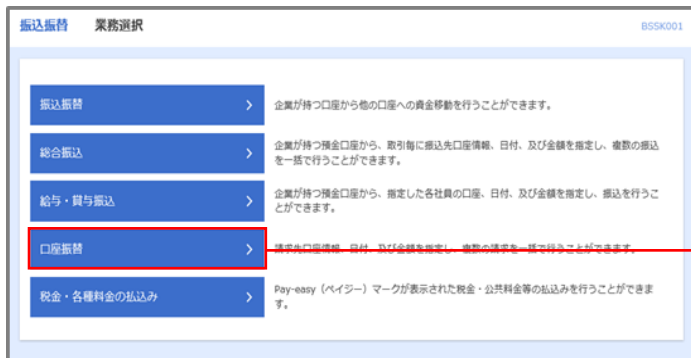 振込振替 業務選択 BSSK001
振込振替
企業が持つ口座から他の口座への資金移動を行うことができます。
総合振込
企業が持つ預金口座から、取引毎に振込先口座情報、日付、及び金額を指定し、複数の振込
を一括で行うことができます。
給与・賞与振込
企業が持つ預金口座から、指定した各社員の口座、日付、及び金額を指定し、振込を行うこ
とができます。
口座振替
請求先口座情報、日付、及び金額を指定し、複数の請求を一括で行うことができます。
税金・各種料金の払込み
Pay-easy（ペイジー）マークが表示された税金・公共料金等の払込みを行うことができま
す。